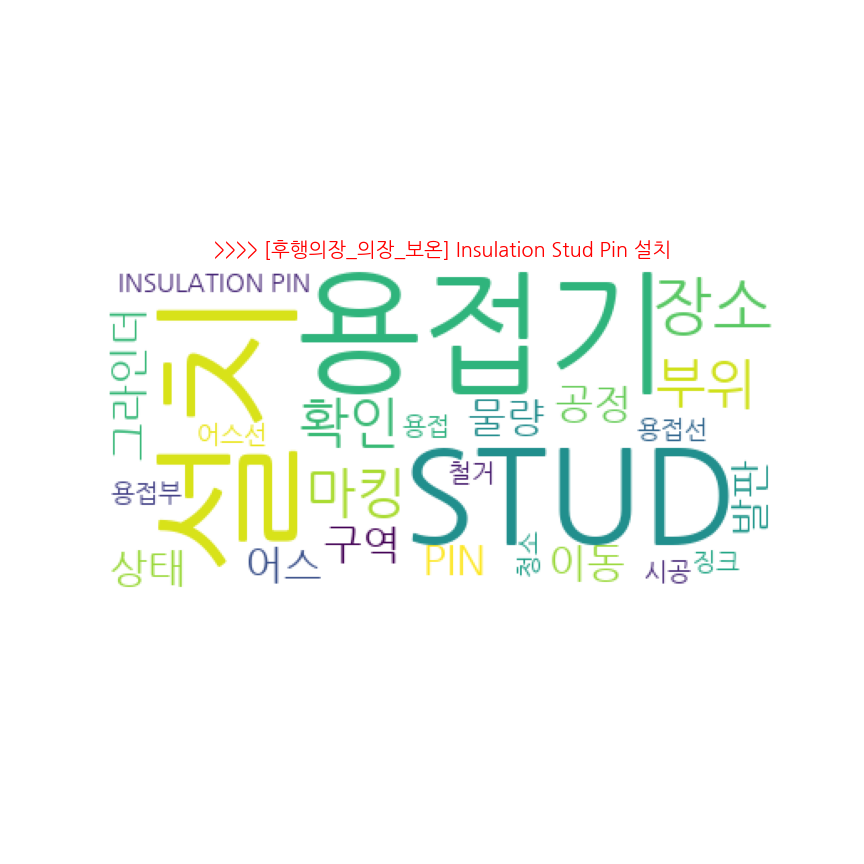 >>>> [후행의장_의장_보온] Insulation Stud Pin 설치
INSULATION PIN
용접기
장소
그라인더
설치
부위
확인
용접
물량
공정
용접선
어스선
철거
STUD
발판
용접부
마킹
구역
상태
어스
PIN
청소
이동
시공
징크